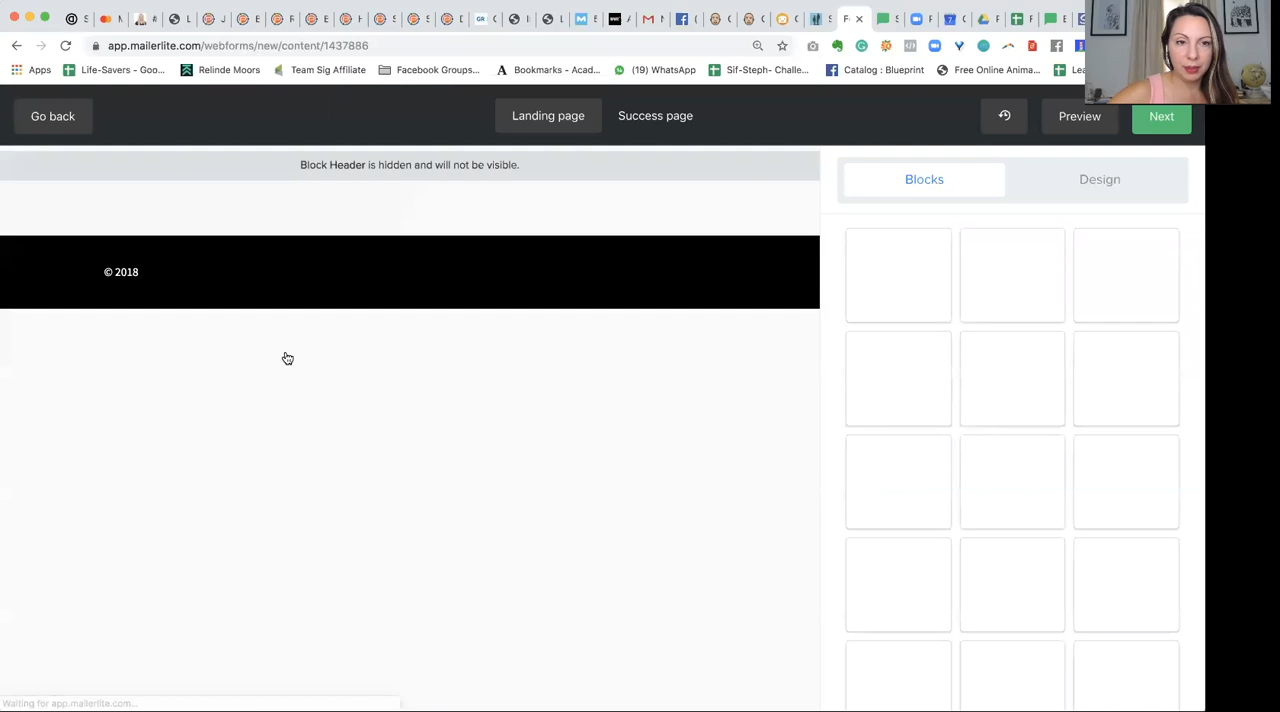 app.mailerlite.com/webforms/new/content/1437886
Apps
Life-Savers - Goo...
Relinde Moors
Team Sig Affiliate
Facebook Groups...
Bookmarks - Acad...
(19) WhatsApp
Sif-Steph- Challe...
Catalog : Blueprint
Free Online Anima...
Go back
Landing page
Success page
Preview
Next
Block Header is hidden and will not be visible.
Blocks
Design
© 2018
Waiting for app.mailerlite.com...